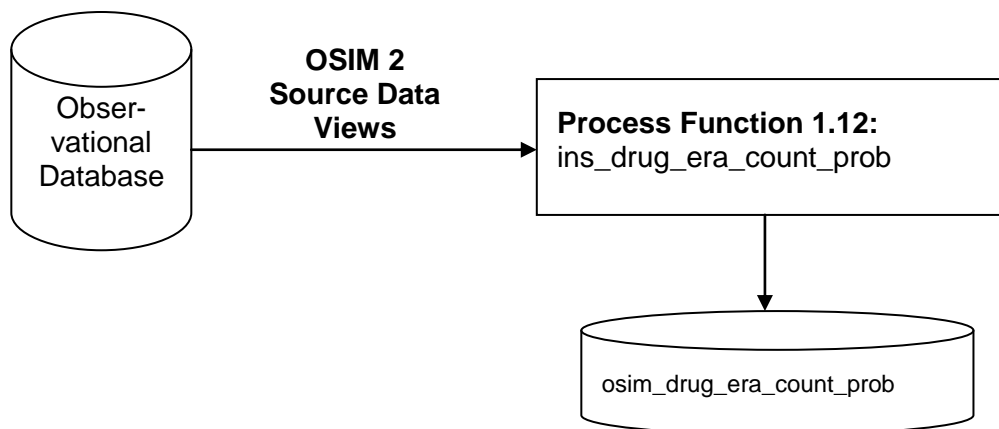 Obser-
vational
Database
OSIM 2
Source Data
Views
Process Function 1.12:
ins_drug_era_count_prob
osim_drug_era_count_prob